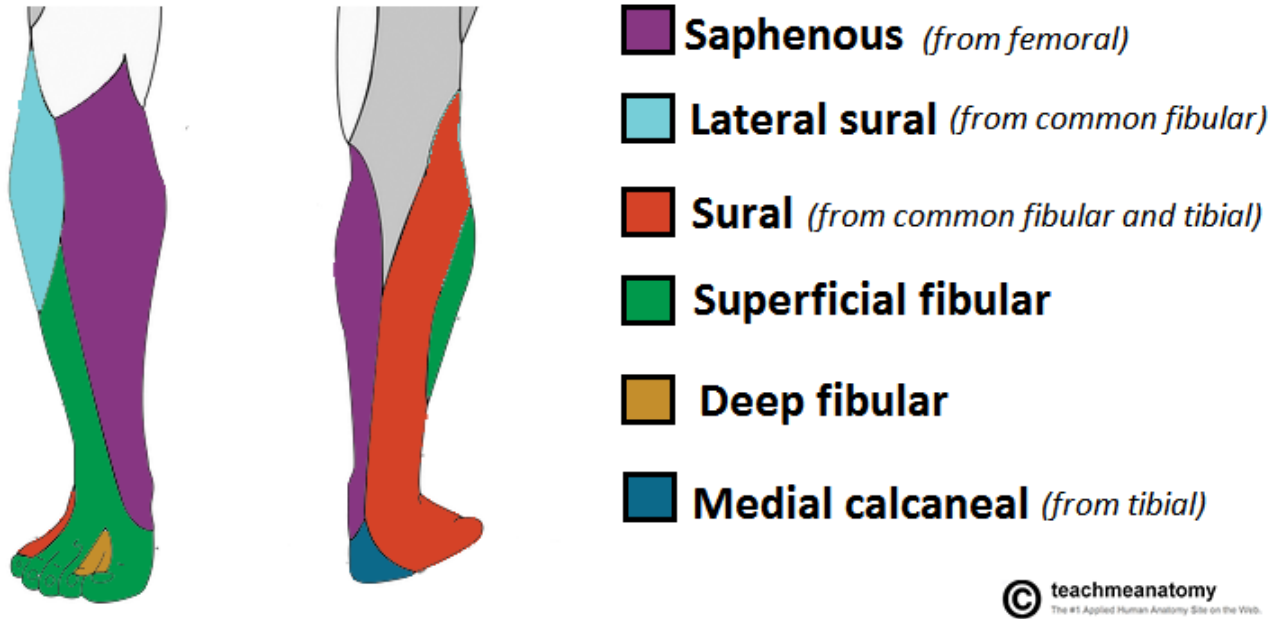 Saphenous (from femoral)
Lateral sural (from common fibular)
Sural (from common fibular and tibial)
Superficial fibular
Deep fibular
Medial calcaneal (from tibial)
© teachmeanatomy
The #1 Applied Human Anatomy Site on the Web.